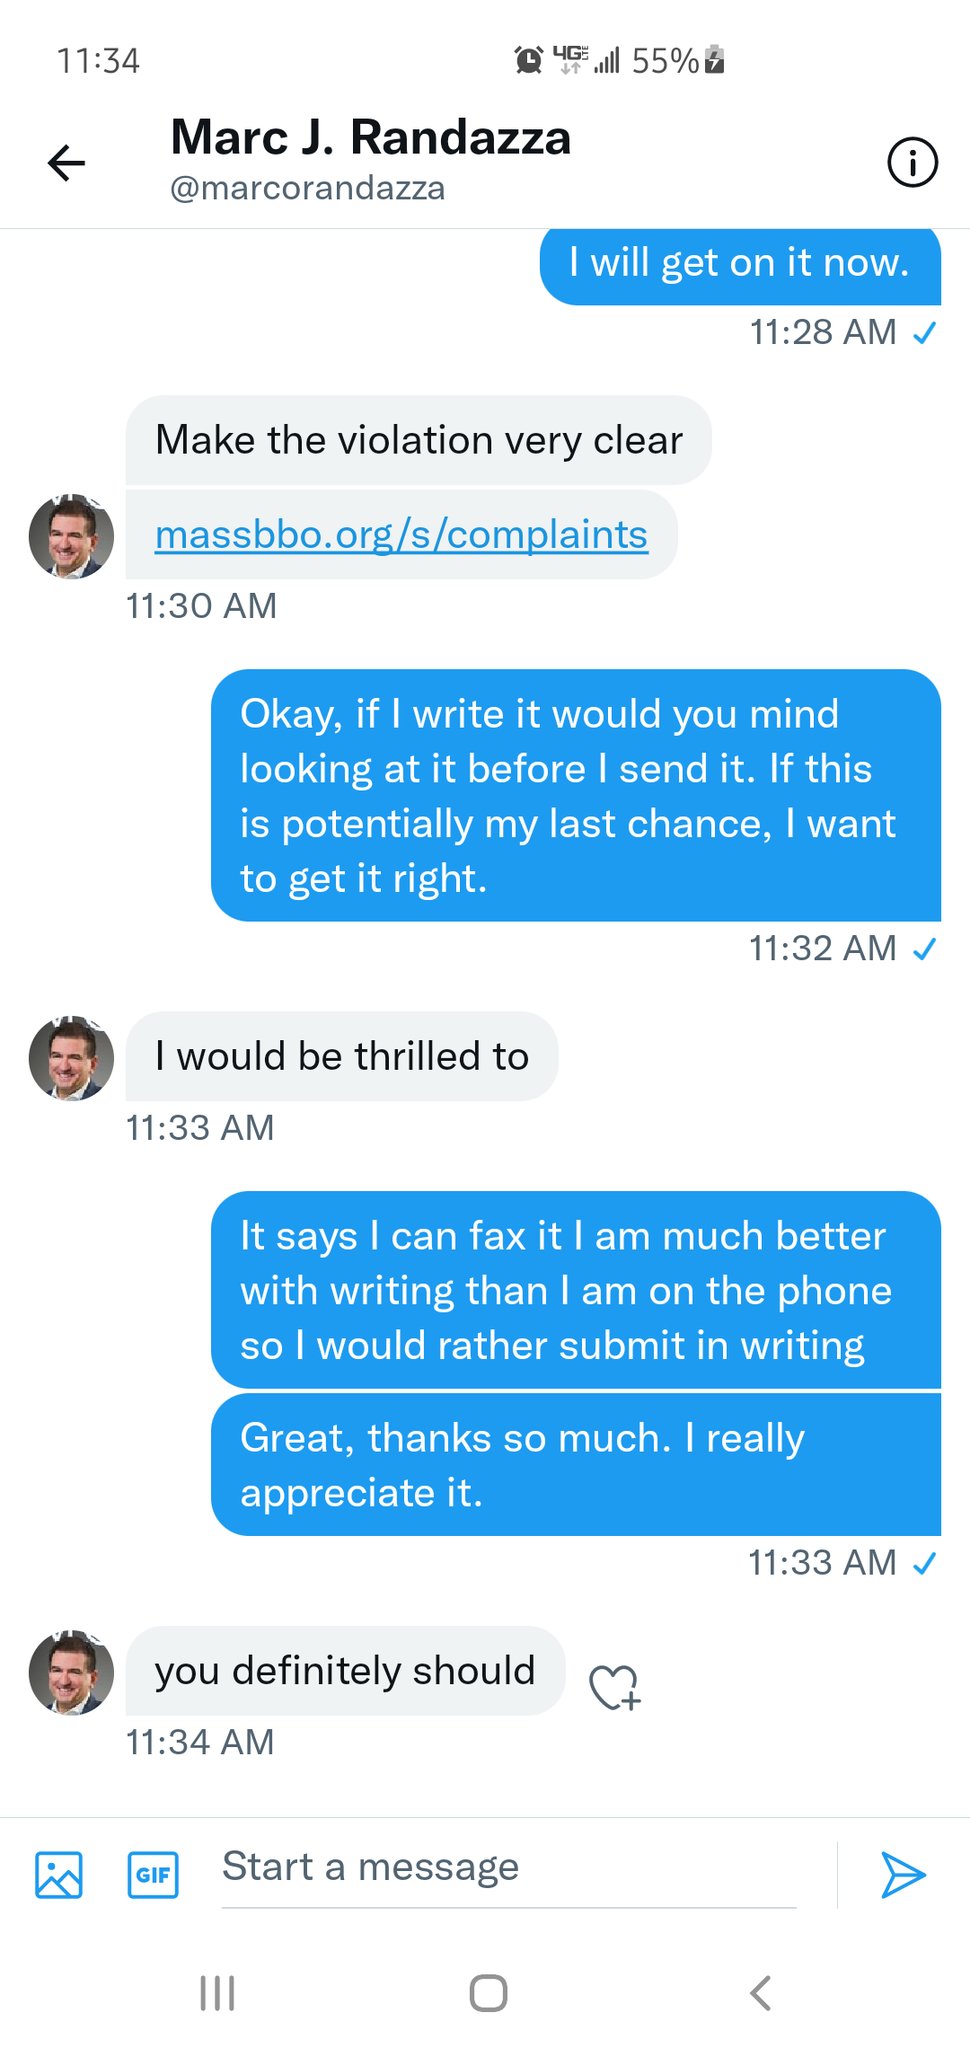 11:34
4G LTE 55%
Marc J. Randazza
@marcorandazza
I will get on it now.
11:28 AM
Make the violation very clear
massbbo.org/s/complaints
11:30 AM
Okay, if I write it would you mind
looking at it before I send it. If this
is potentially my last chance, I want
to get it right.
11:32 AM
I would be thrilled to
11:33 AM
It says I can fax it I am much better
with writing than I am on the phone
so I would rather submit in writing
Great, thanks so much. I really
appreciate it.
11:33 AM
you definitely should
11:34 AM
GIF
Start a message